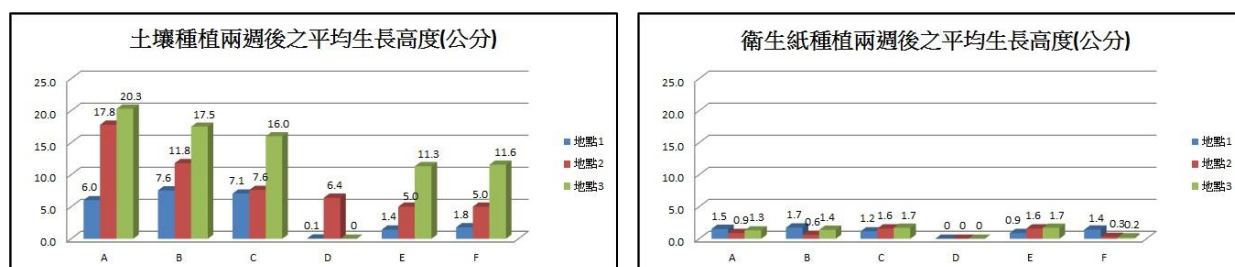 土壤種植兩週後之平均生長高度(公分)
25.0
20.0
15.0
10.0
5.0
0.0
6.0 17.8 20.3
7.6 11.8 17.5
7.1 7.6 16.0
0.1 6.4 0
1.4 5.0 11.3
1.8 5.0 11.6
A B C D E F
地點1
地點2
地點3
衛生紙種植兩週後之平均生長高度(公分)
25.0
20.0
15.0
10.0
5.0
0.0
1.5 0.9 1.3
1.7 0.6 1.4
1.2 1.6 1.7
0 0 0
0.9 1.6 1.7
1.4 0.3 0.2
A B C D E F
地點1
地點2
地點3